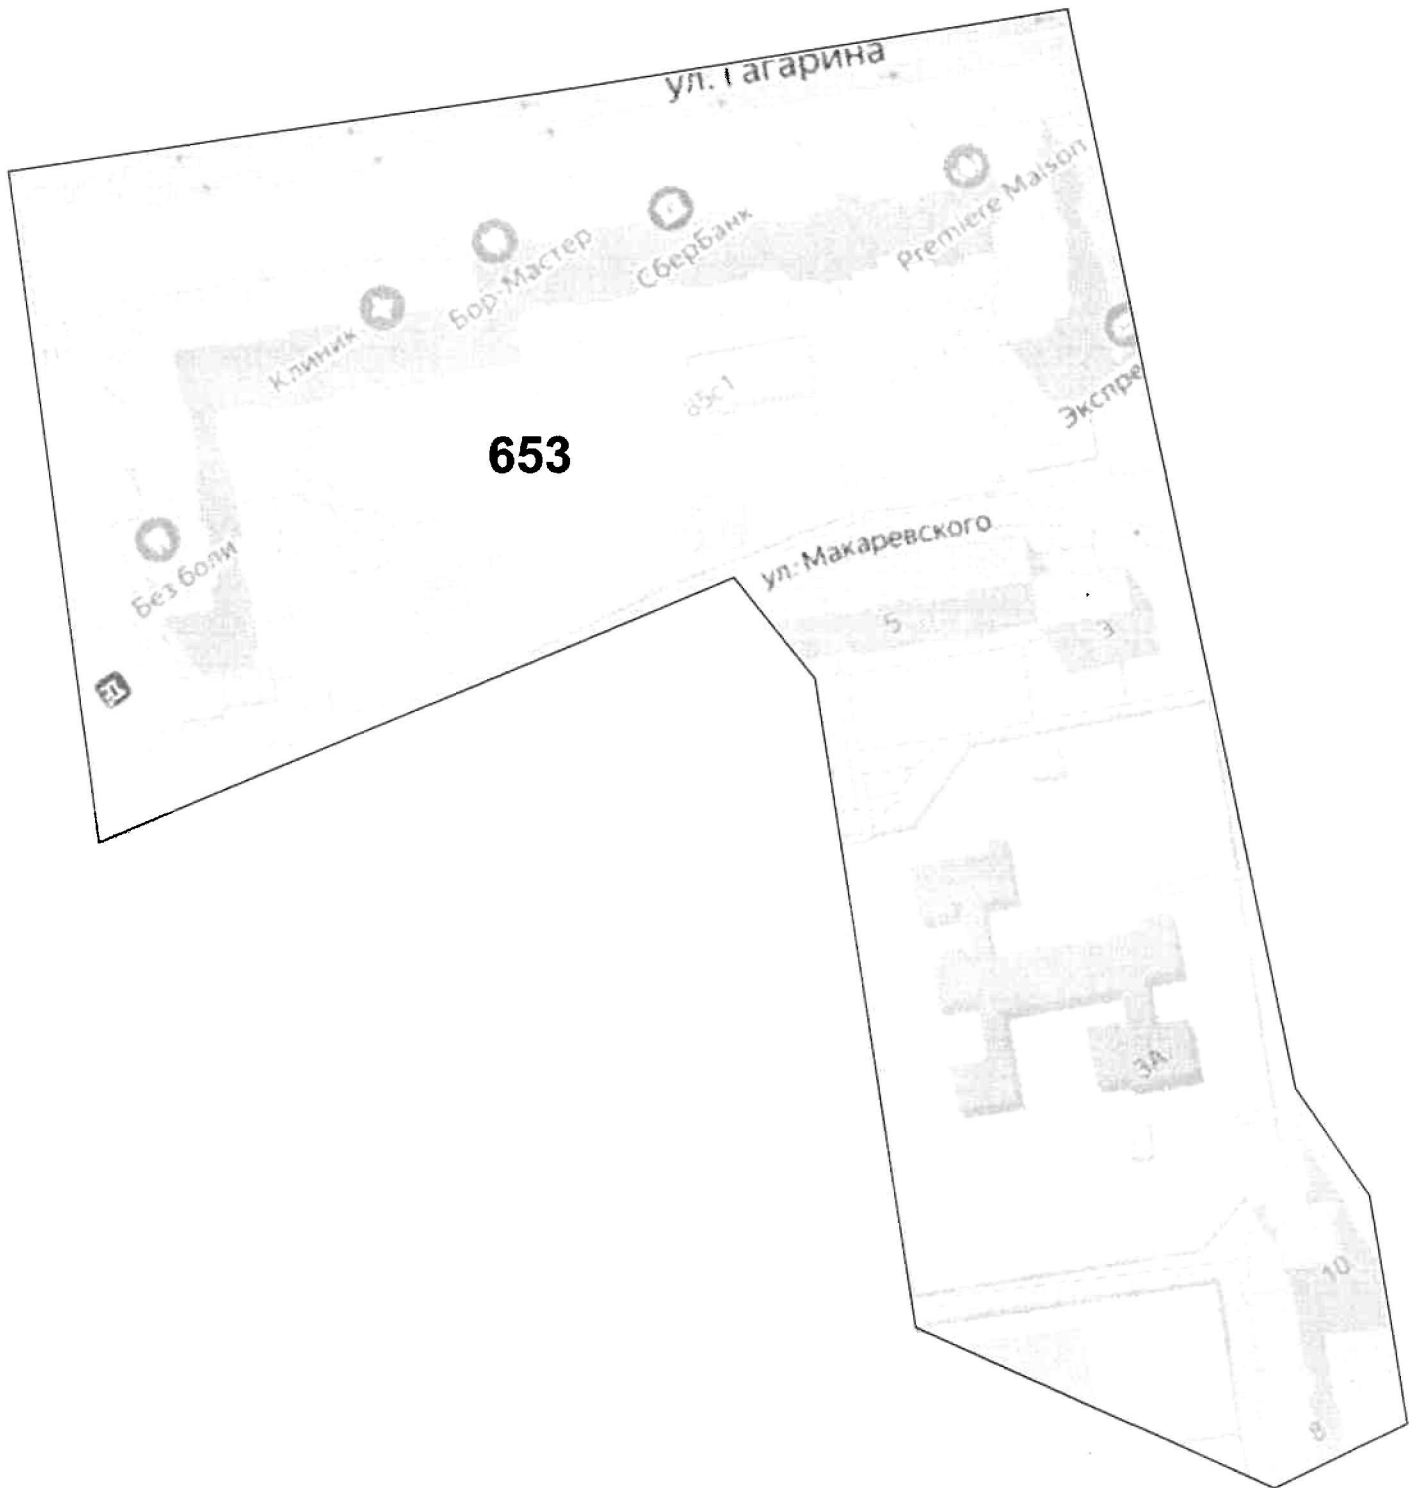 ул. Гагарина
Premiere Maison
Сбербанк
Бор-Мастер
Клиник
Экспре
85с1
653
ул. Макаревского
Без боли
5
3
3А
10
8